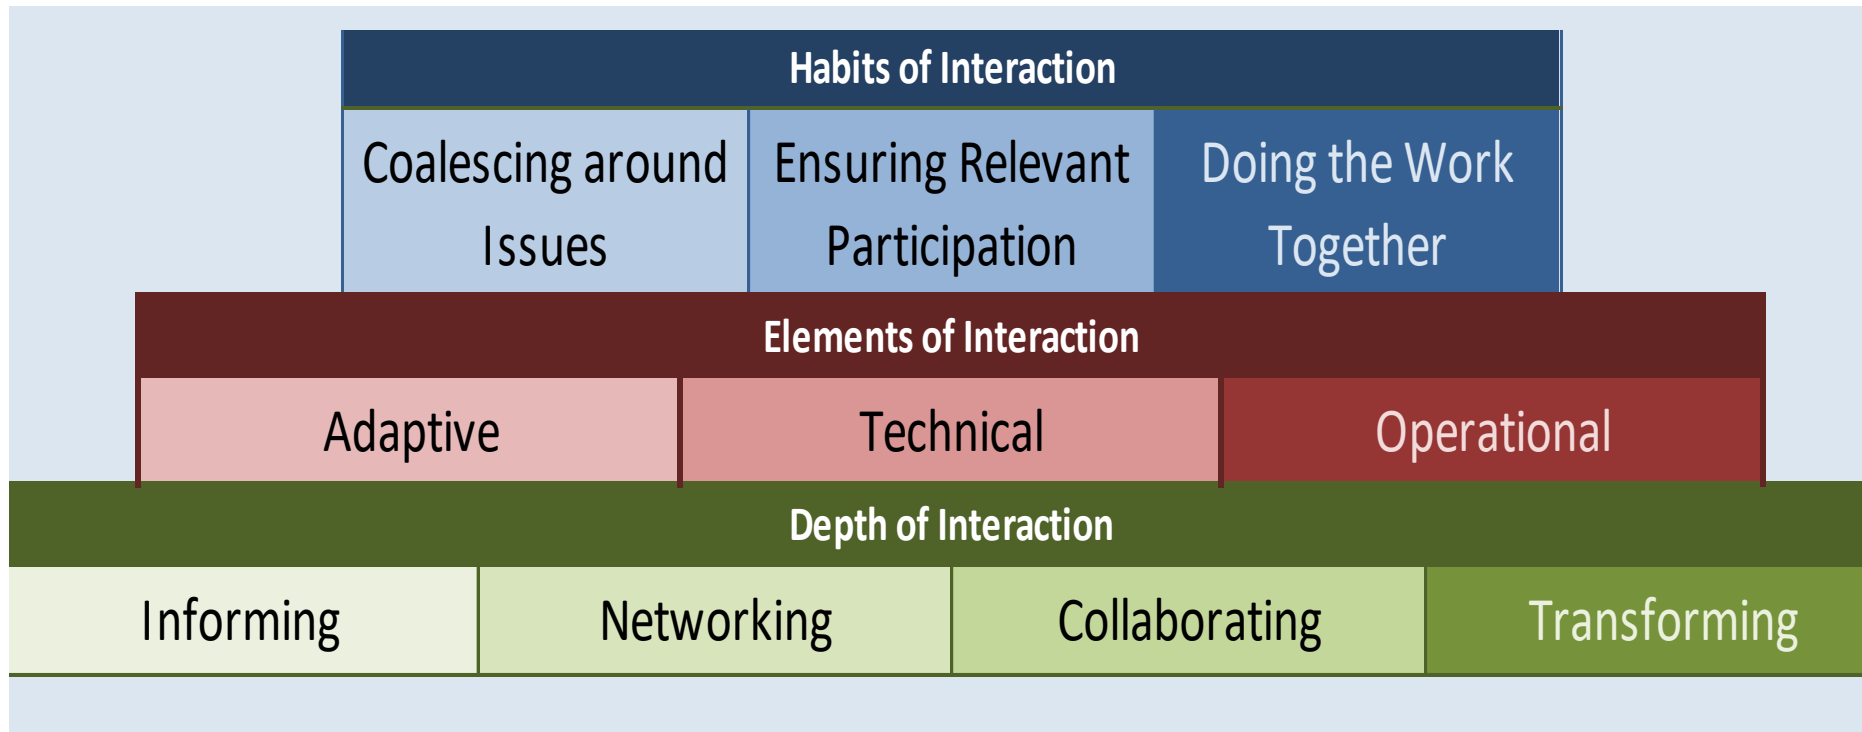 Habits of Interaction
Coalescing around Issues
Ensuring Relevant Participation
Doing the Work Together
Elements of Interaction
Adaptive
Technical
Operational
Depth of Interaction
Informing
Networking
Collaborating
Transforming